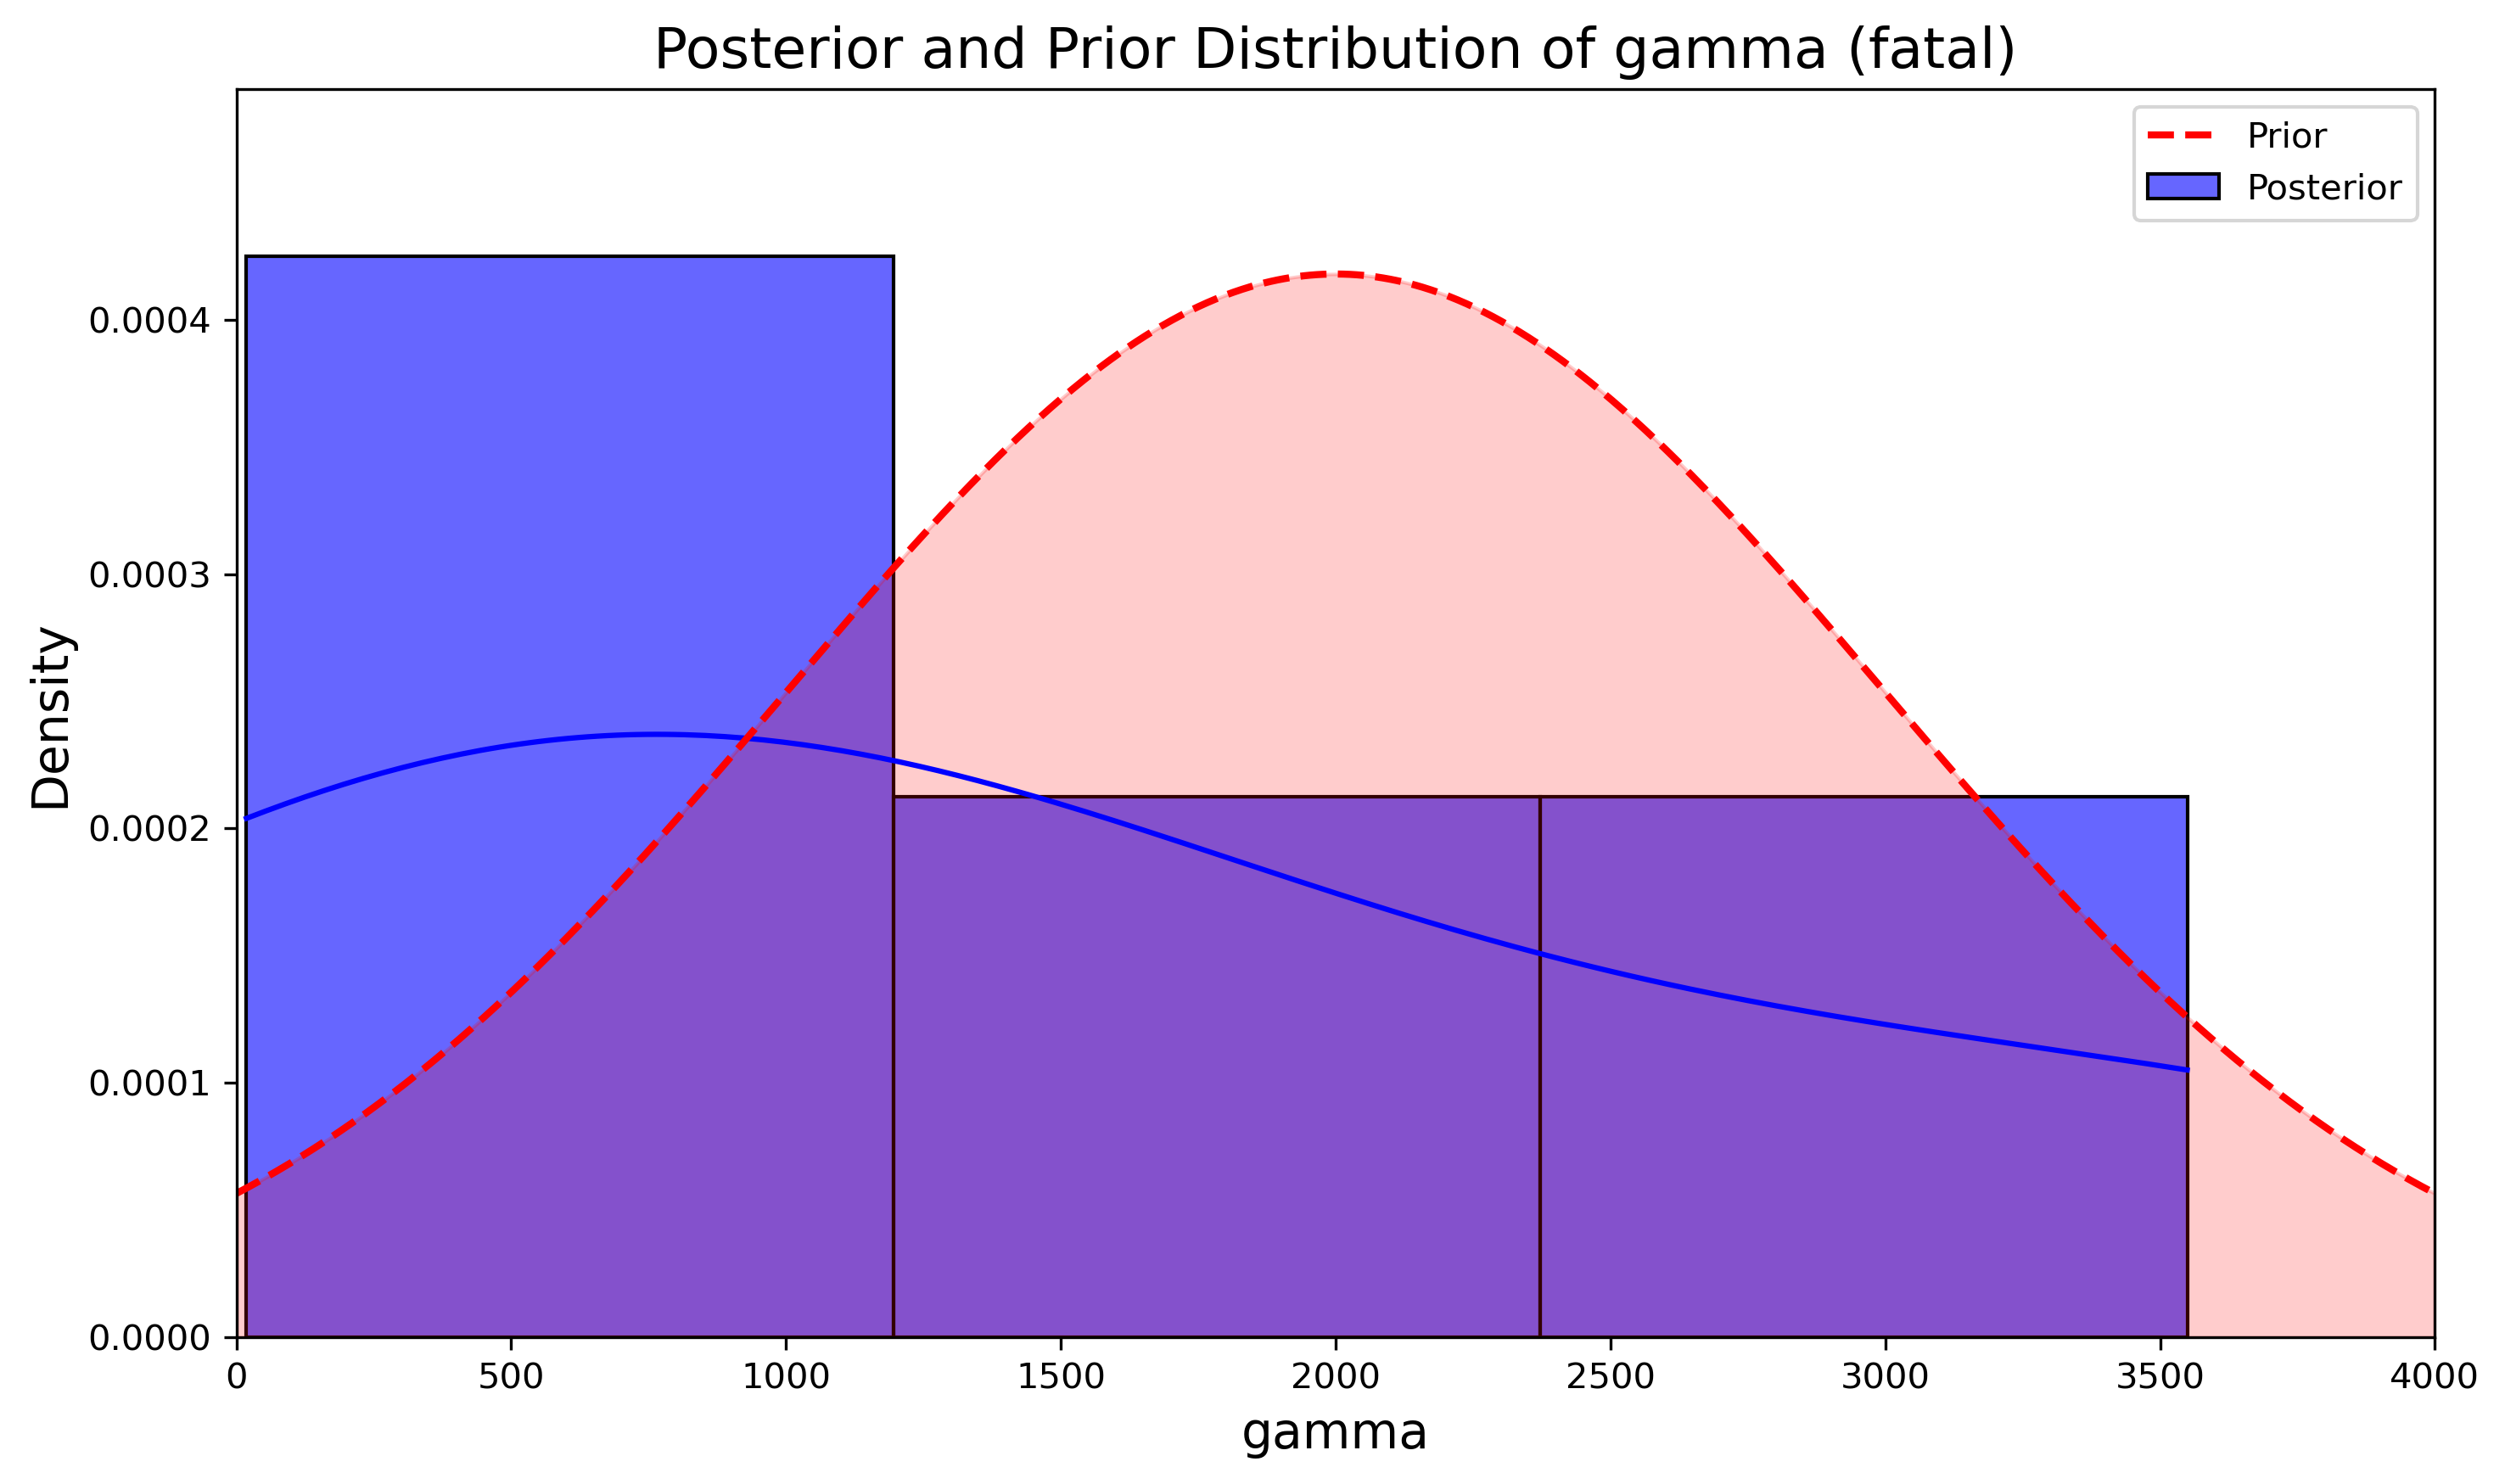 Posterior and Prior Distribution of gamma (fatal)
Prior
Posterior
Density
0.0004
0.0003
0.0002
0.0001
0.0000
0 500 1000 1500 2000 2500 3000 3500 4000
gamma